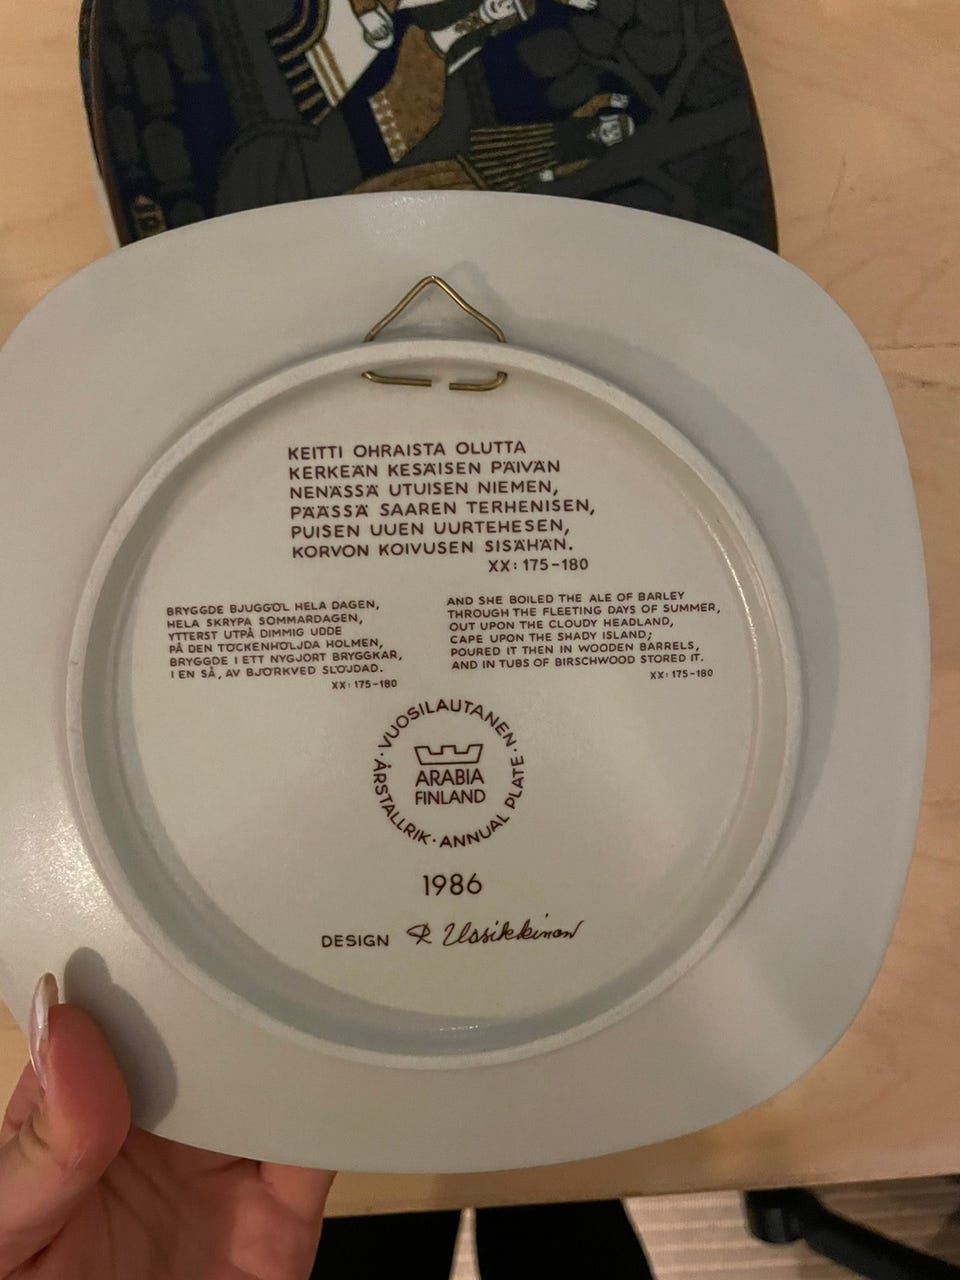 KEITTI OHRAISTA OLUTTA
KERKEÄN KESÄISEN PÄIVÄN
NENÄSSÄ UTUISEN NIEMEN,
PÄÄSSÄ SAAREN TERHENISEN,
PUISEN UUEN UURTEHESEN,
KORVON KOIVUSEN SISÄHÄN.
XX: 175-180
BRYGGDE BJUGGÖL HELA DAGEN,
HELA SKRYPA SOMMARDAGEN,
YTTERST UTPÅ DIMMIG UDDE
PÅ DEN TÖCKENHÖLJDA HOLMEN,
BRYGGDE I ETT NYGJORT BRYGGKAR,
I EN SÅ, AV BJÖRKVED SLÖJDAD.
XX: 175-180
AND SHE BOILED THE ALE OF BARLEY
THROUGH THE FLEETING DAYS OF SUMMER,
OUT UPON THE CLOUDY HEADLAND,
CAPE UPON THE SHADY ISLAND;
POURED IT THEN IN WOODEN BARRELS,
AND IN TUBS OF BIRSCHWOOD STORED IT.
XX: 175-180
· VUOSILAUTANEN ·
ARABIA
FINLAND
ÅRSTALLRIK · ANNUAL PLATE
1986
DESIGN R Uosikkinen